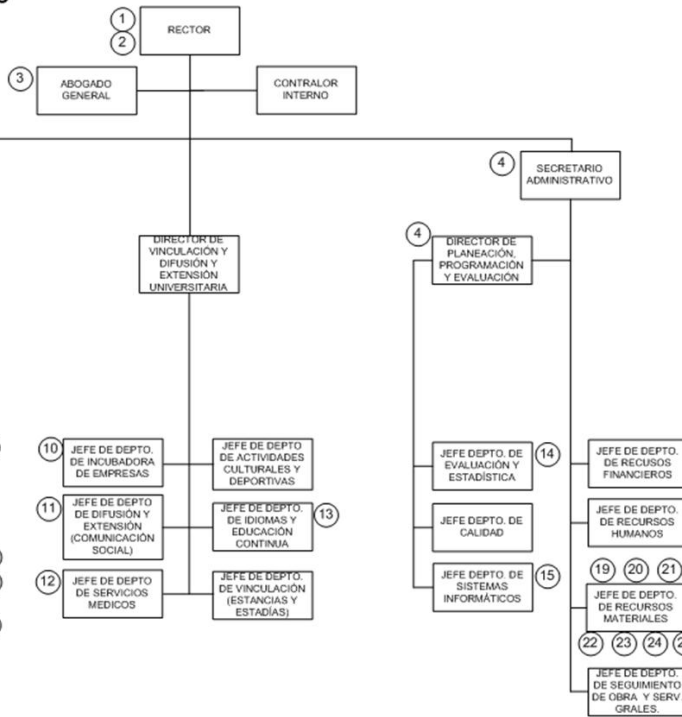 1
2
RECTOR
3
ABOGADO
GENERAL
CONTRALOR
INTERNO
4
SECRETARIO
ADMINISTRATIVO
DIRECTOR DE
VINCULACIÓN Y
DIFUSIÓN Y
EXTENSIÓN
UNIVERSITARIA
4
DIRECTOR DE
PLANEACIÓN,
PROGRAMACIÓN
Y EVALUACIÓN
10
JEFE DE DEPTO.
DE INCUBADORA
DE EMPRESAS
JEFE DE DEPTO
DE ACTIVIDADES
CULTURALES Y
DEPORTIVAS
JEFE DEPTO. DE
EVALUACIÓN Y
ESTADÍSTICA
14
JEFE DE DEPTO.
DE RECUSOS
FINANCIEROS
11
JEFE DE DEPTO
DE DIFUSIÓN Y
EXTENSIÓN
(COMUNICACIÓN
SOCIAL)
JEFE DE DEPTO.
DE IDIOMAS Y
EDUCACIÓN
CONTINUA
13
JEFE DEPTO. DE
CALIDAD
JEFE DE DEPTO.
DE RECURSOS
HUMANOS
12
JEFE DE DEPTO
DE SERVICIOS
MEDICOS
JEFE DE DEPTO.
DE VINCULACIÓN
(ESTANCIAS Y
ESTADÍAS)
JEFE DEPTO. DE
SISTEMAS
INFORMÁTICOS
15
19 20 21
JEFE DE DEPTO.
DE RECURSOS
MATERIALES
22 23 24
JEFE DE DEPTO.
DE SEGUIMIENTO
DE OBRA Y SERV.
GRALES.